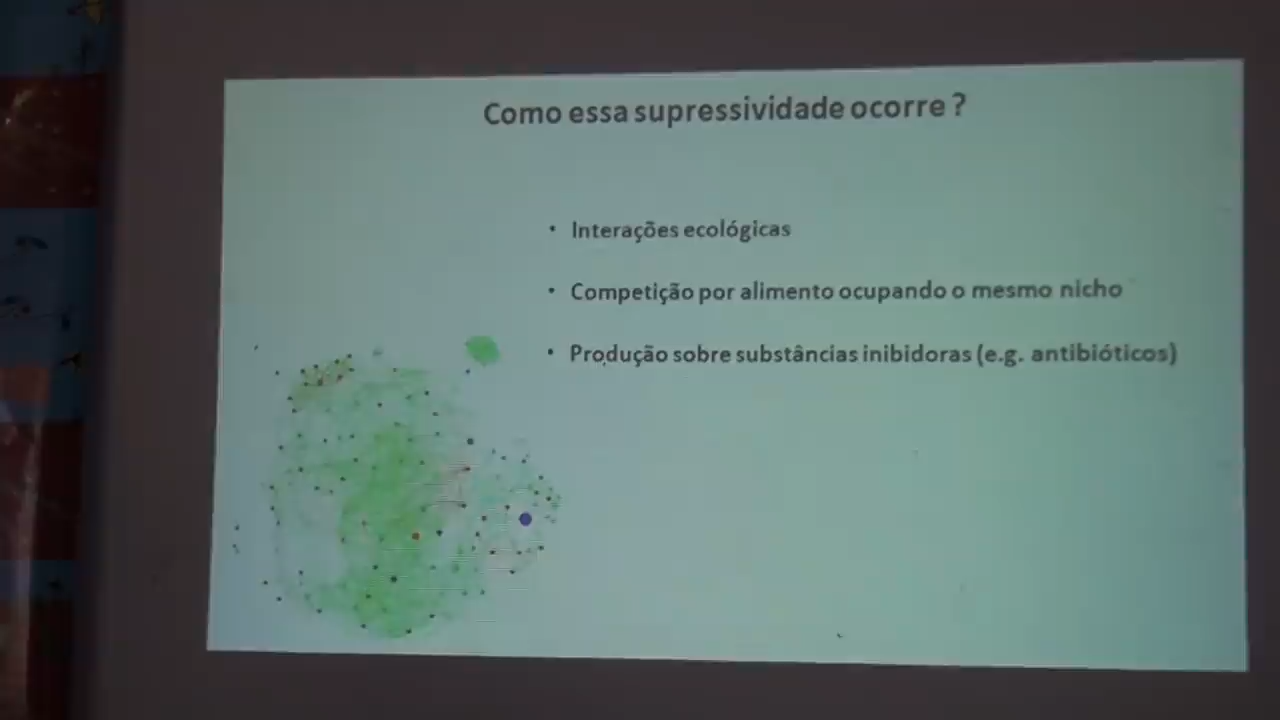 Como essa supressividade ocorre ?
• Interações ecológicas
• Competição por alimento ocupando o mesmo nicho
• Produção sobre substâncias inibidoras (e.g. antibióticos)